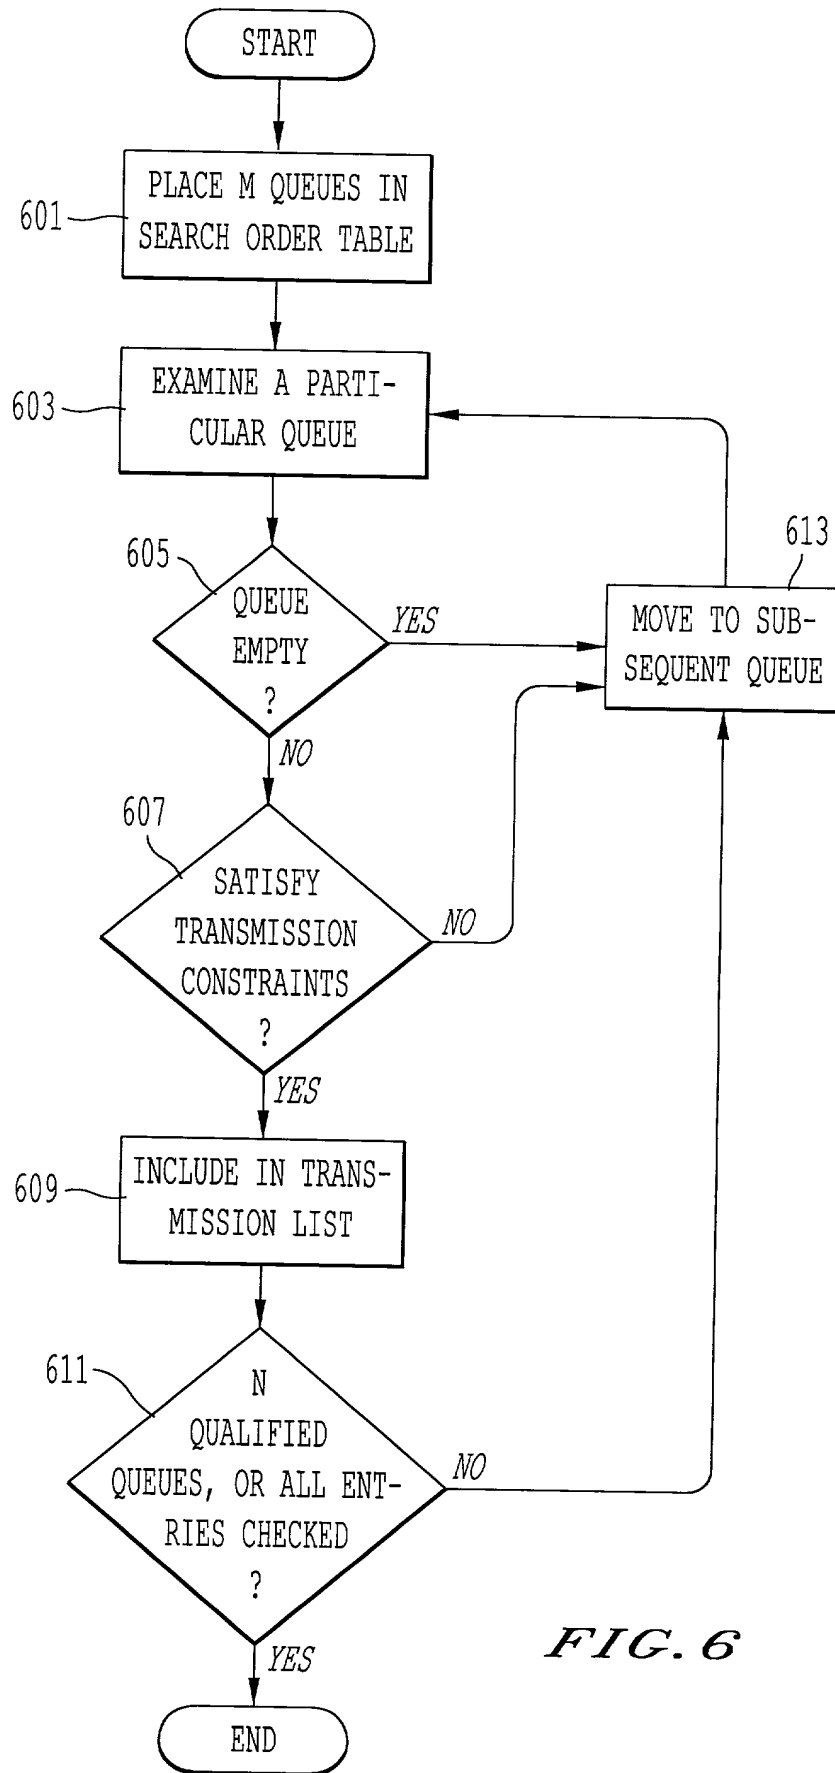 START
PLACE M QUEUES IN
SEARCH ORDER TABLE
601
EXAMINE A PARTI-
CULAR QUEUE
603
605
QUEUE
EMPTY
?
YES
NO
613
MOVE TO SUB-
SEQUENT QUEUE
607
SATISFY
TRANSMISSION
CONSTRAINTS
?
NO
YES
609
INCLUDE IN TRANS-
MISSION LIST
611
N
QUALIFIED
QUEUES, OR ALL ENT-
RIES CHECKED
?
NO
YES
END
FIG. 6